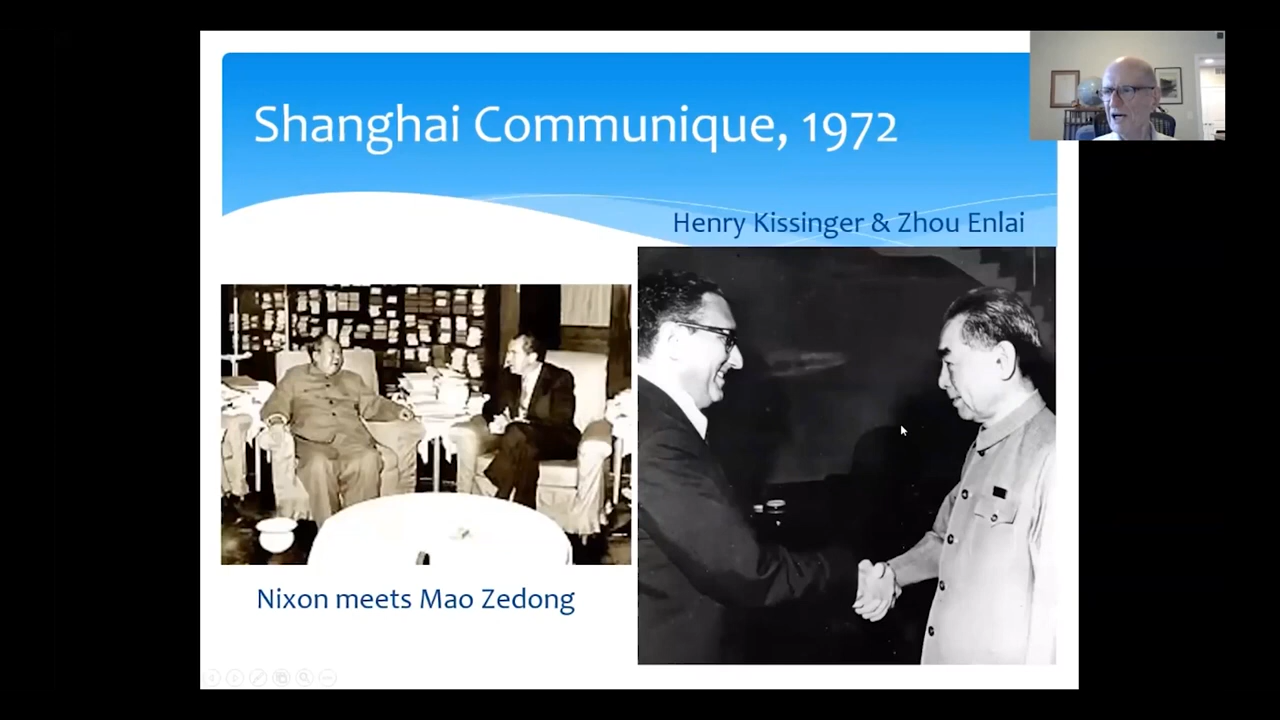 Shanghai Communique, 1972
Henry Kissinger & Zhou Enlai
Nixon meets Mao Zedong